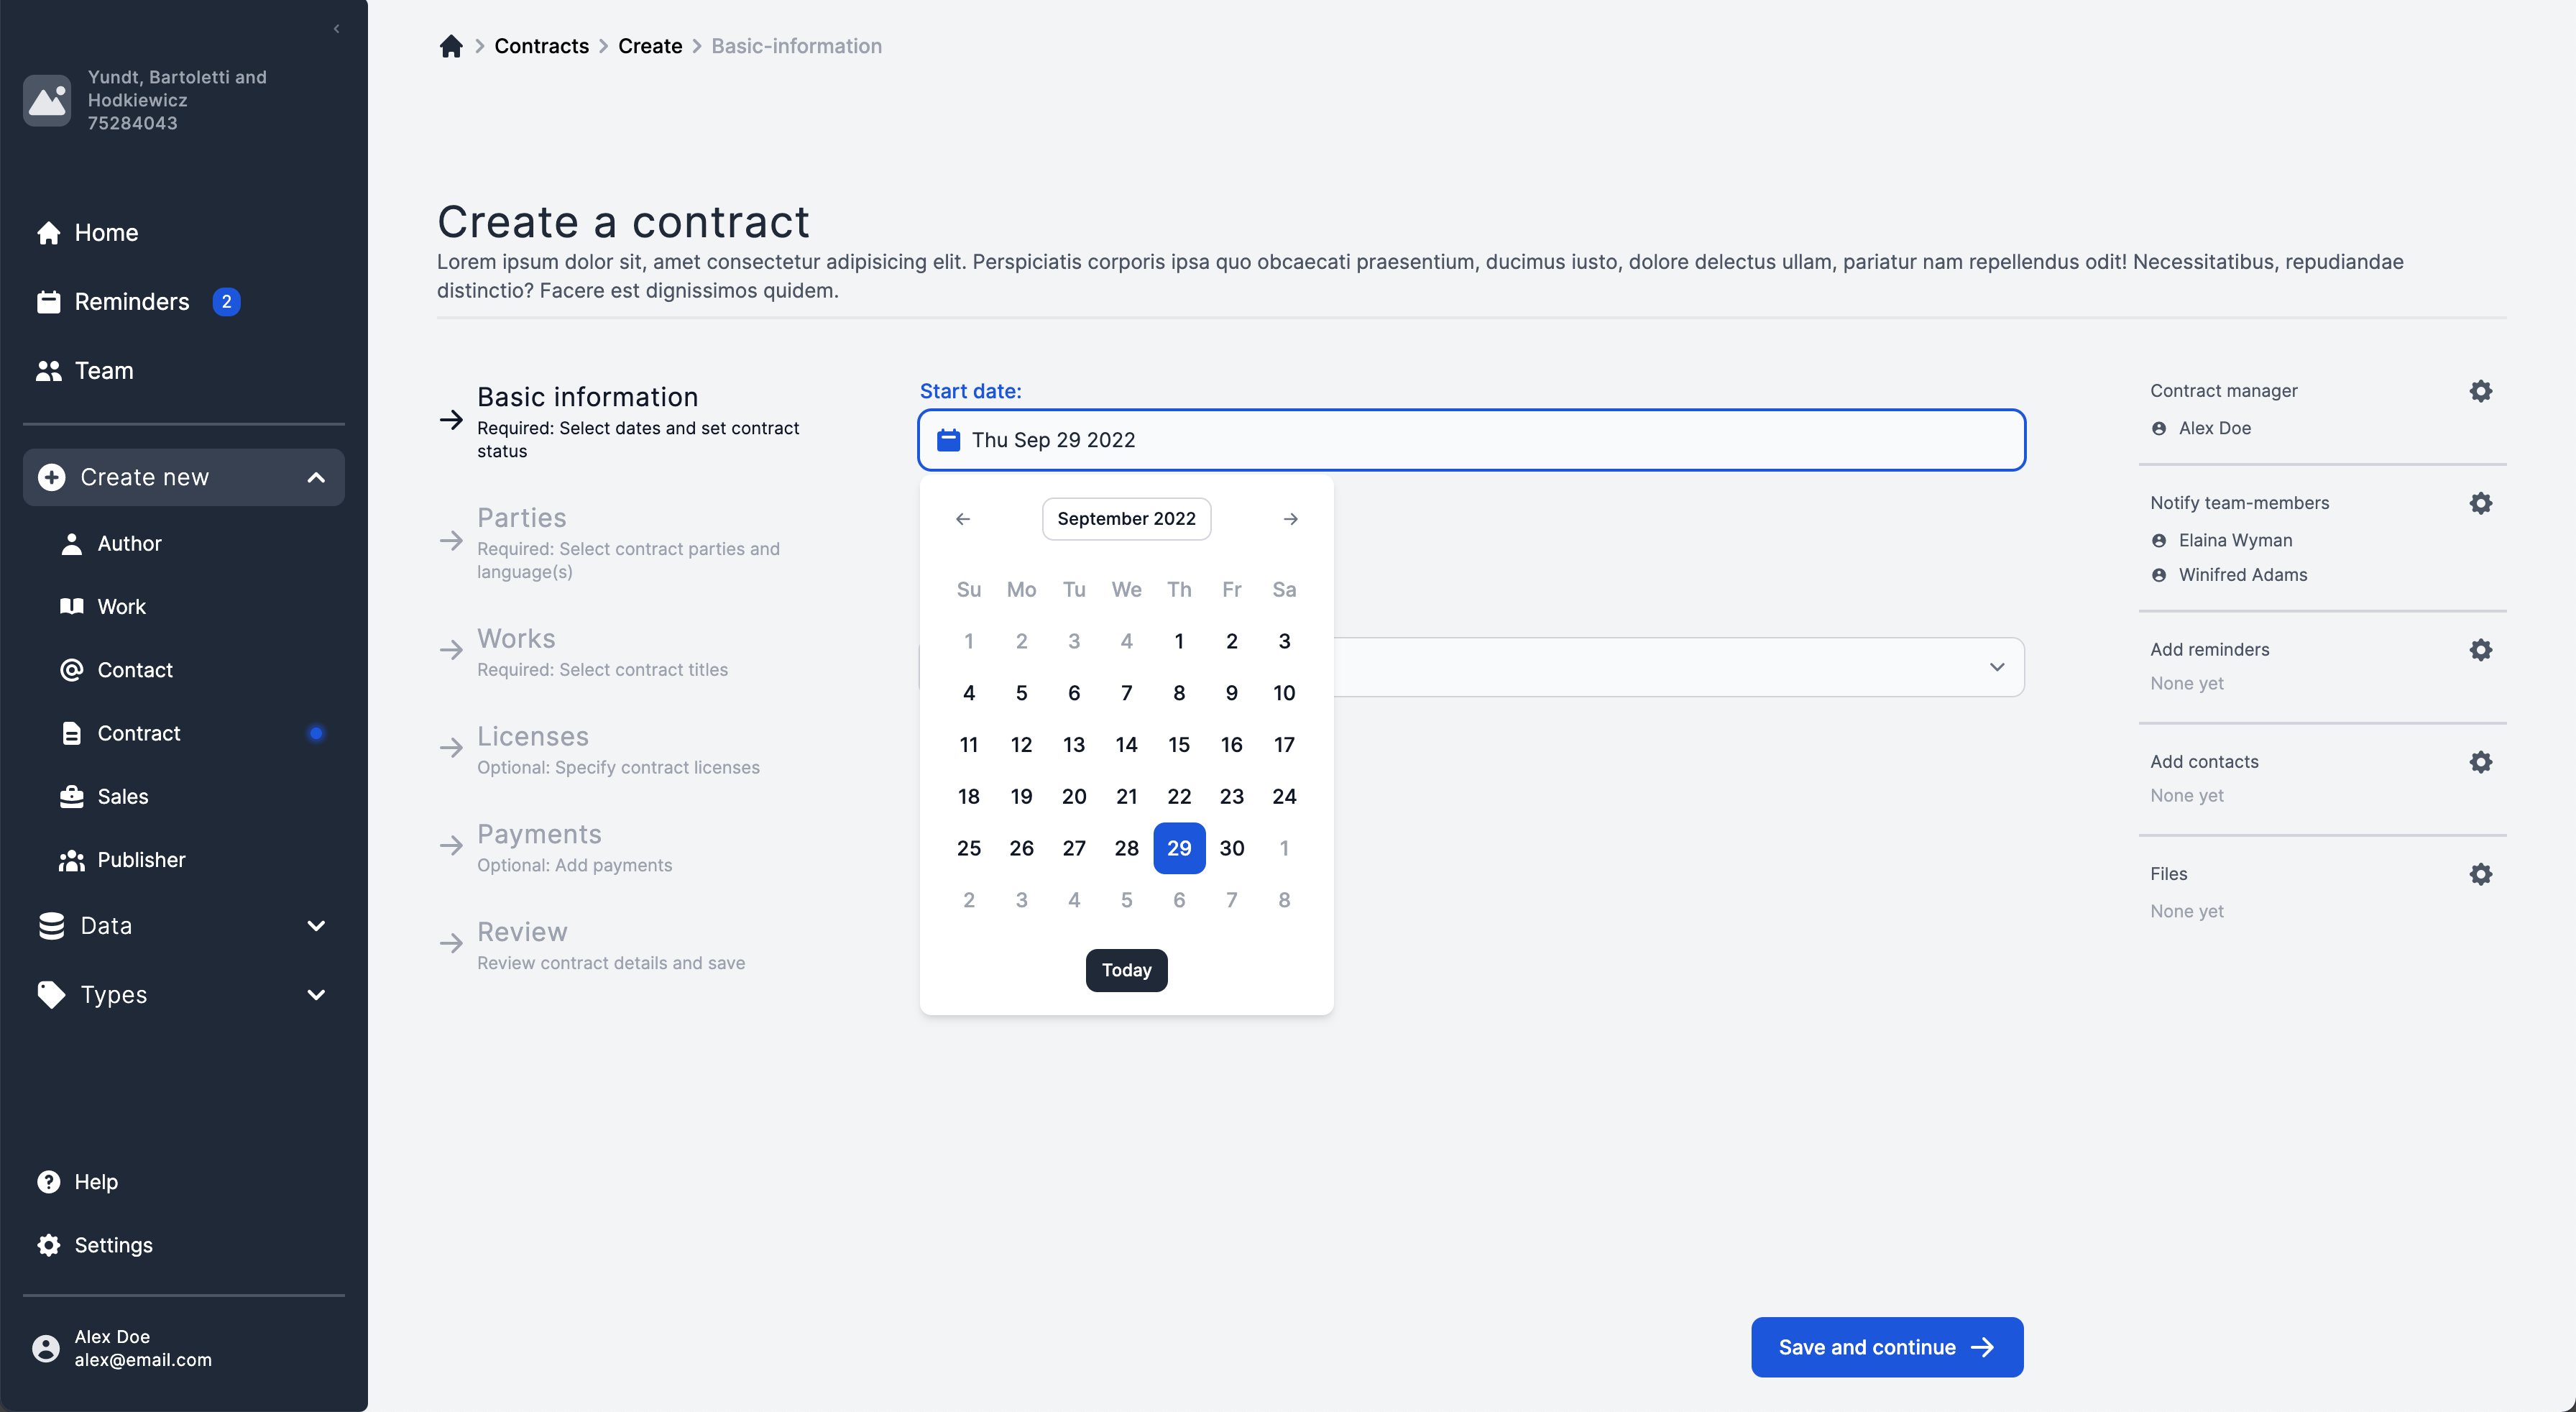 Yundt, Bartoletti and
Hodkiewicz
75284043
Home
Reminders 2
Team
Create new
Author
Work
Contact
Contract
Sales
Publisher
Data
Types
Help
Settings
Alex Doe
alex@email.com
Contracts Create Basic-information
Create a contract
Lorem ipsum dolor sit, amet consectetur adipisicing elit. Perspiciatis corporis ipsa quo obcaecati praesentium, ducimus iusto, dolore delectus ullam, pariatur nam repellendus odit! Necessitatibus, repudiandae
distinctio? Facere est dignissimos quidem.
Basic information
Required: Select dates and set contract
status
Parties
Required: Select contract parties and
language(s)
Works
Required: Select contract titles
Licenses
Optional: Specify contract licenses
Payments
Optional: Add payments
Review
Review contract details and save
Start date:
Thu Sep 29 2022
September 2022
Su Mo Tu We Th Fr Sa
1 2 3 4 1 2 3
4 5 6 7 8 9 10
11 12 13 14 15 16 17
18 19 20 21 22 23 24
25 26 27 28 29 30 1
2 3 4 5 6 7 8
Today
Contract manager
Alex Doe
Notify team-members
Elaina Wyman
Winifred Adams
Add reminders
None yet
Add contacts
None yet
Files
None yet
Save and continue